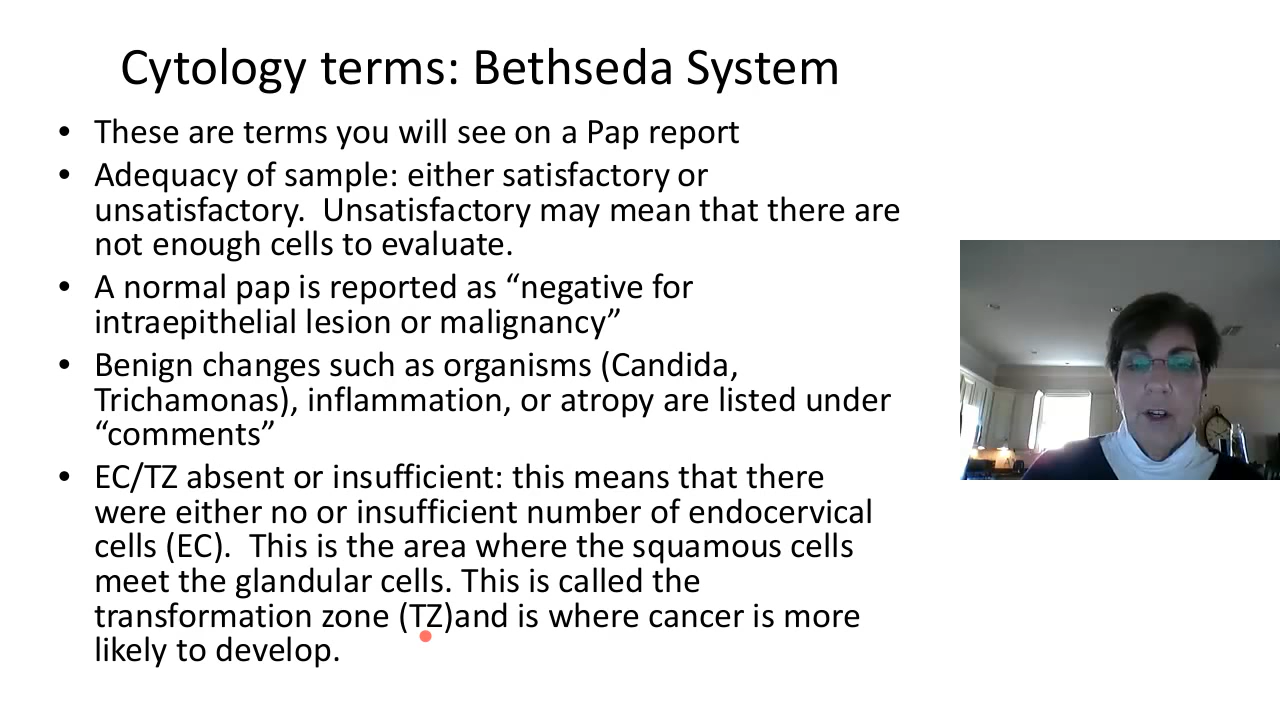 Cytology terms: Bethseda System
• These are terms you will see on a Pap report
• Adequacy of sample: either satisfactory or
unsatisfactory.  Unsatisfactory may mean that there are
not enough cells to evaluate.
• A normal pap is reported as “negative for
intraepithelial lesion or malignancy”
• Benign changes such as organisms (Candida,
Trichamonas), inflammation, or atropy are listed under
“comments”
• EC/TZ absent or insufficient: this means that there
were either no or insufficient number of endocervical
cells (EC).  This is the area where the squamous cells
meet the glandular cells. This is called the
transformation zone (TZ)and is where cancer is more
likely to develop.